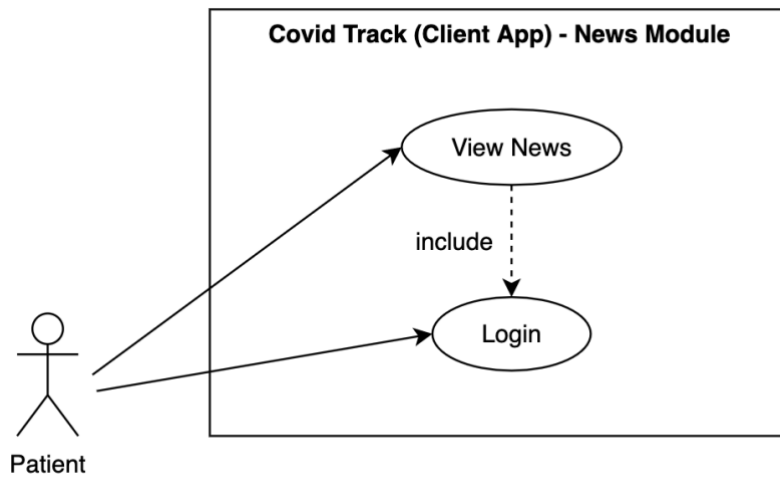 Covid Track (Client App) - News Module
View News
include
Login
Patient